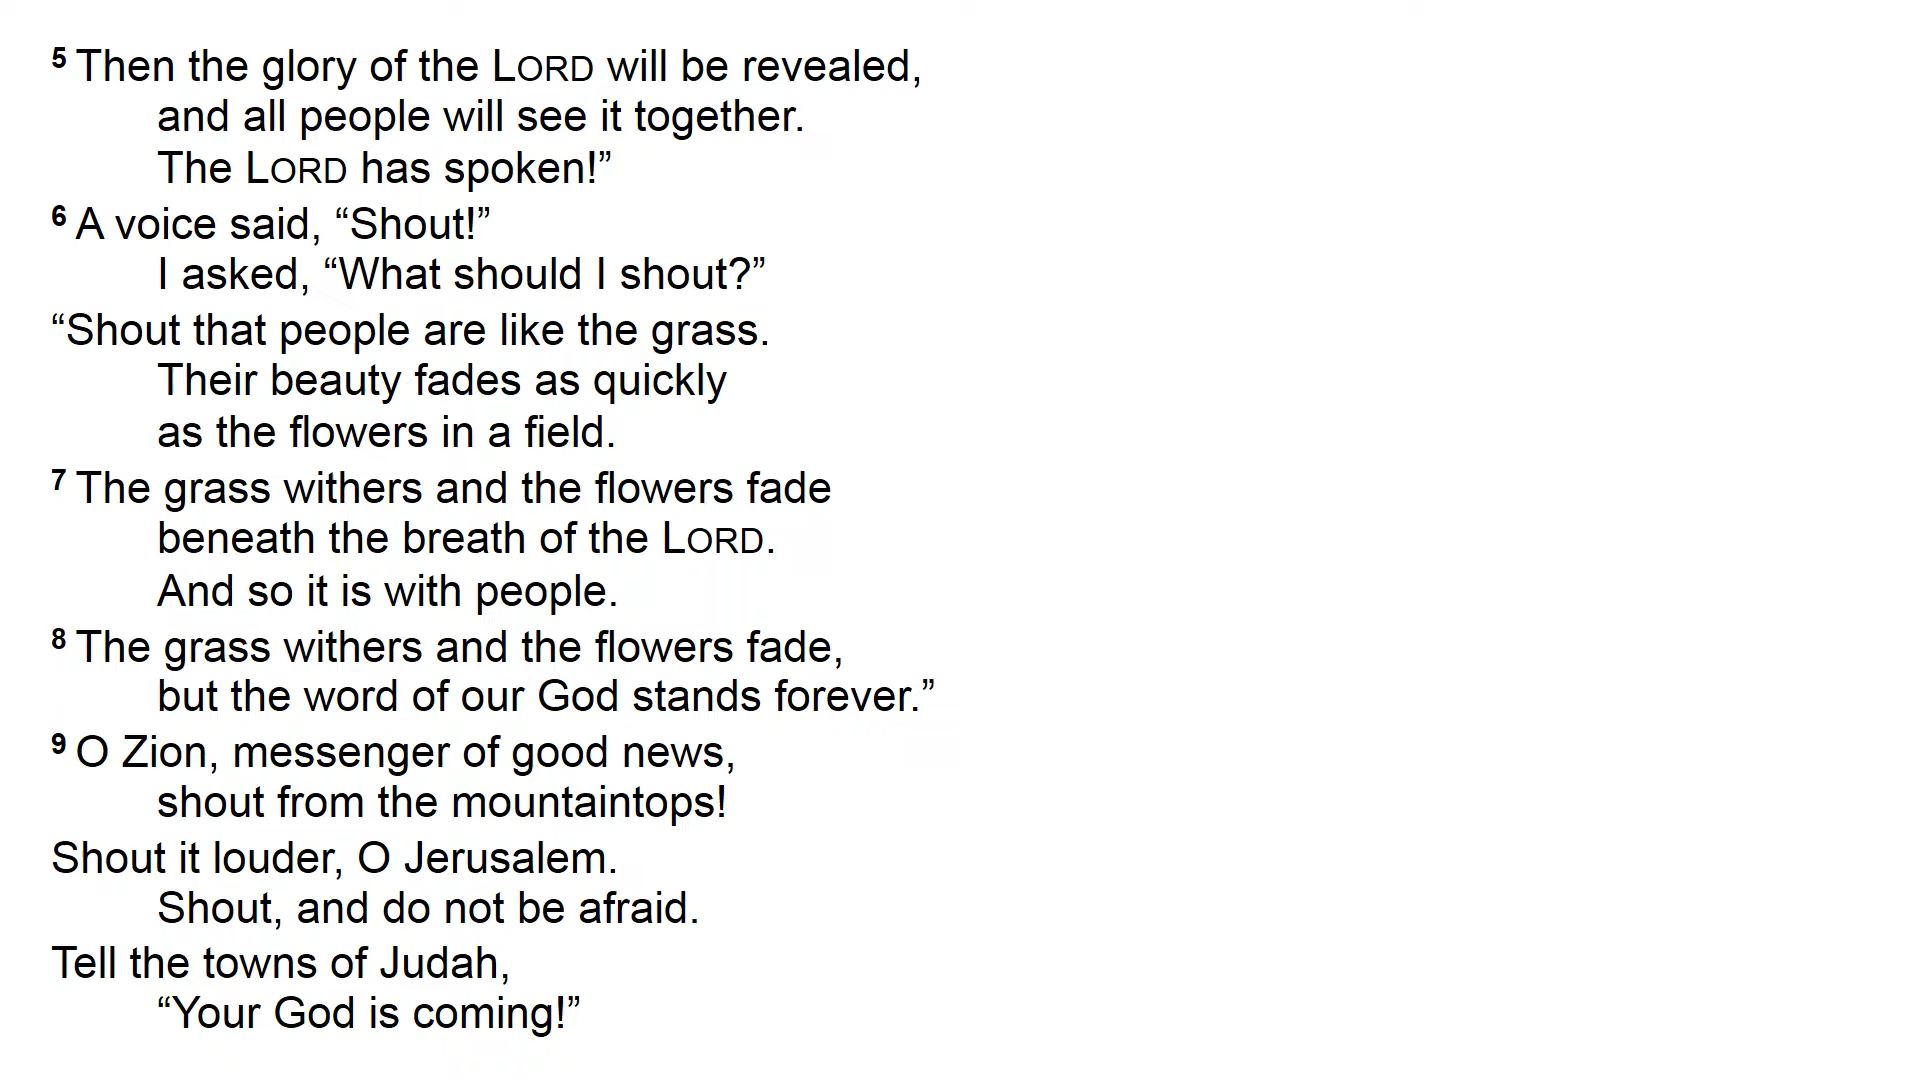 5 Then the glory of the LORD will be revealed,
and all people will see it together.
The LORD has spoken!”
6 A voice said, “Shout!”
I asked, “What should I shout?”
“Shout that people are like the grass.
Their beauty fades as quickly
as the flowers in a field.
7 The grass withers and the flowers fade
beneath the breath of the LORD.
And so it is with people.
8 The grass withers and the flowers fade,
but the word of our God stands forever.”
9 O Zion, messenger of good news,
shout from the mountaintops!
Shout it louder, O Jerusalem.
Shout, and do not be afraid.
Tell the towns of Judah,
“Your God is coming!”